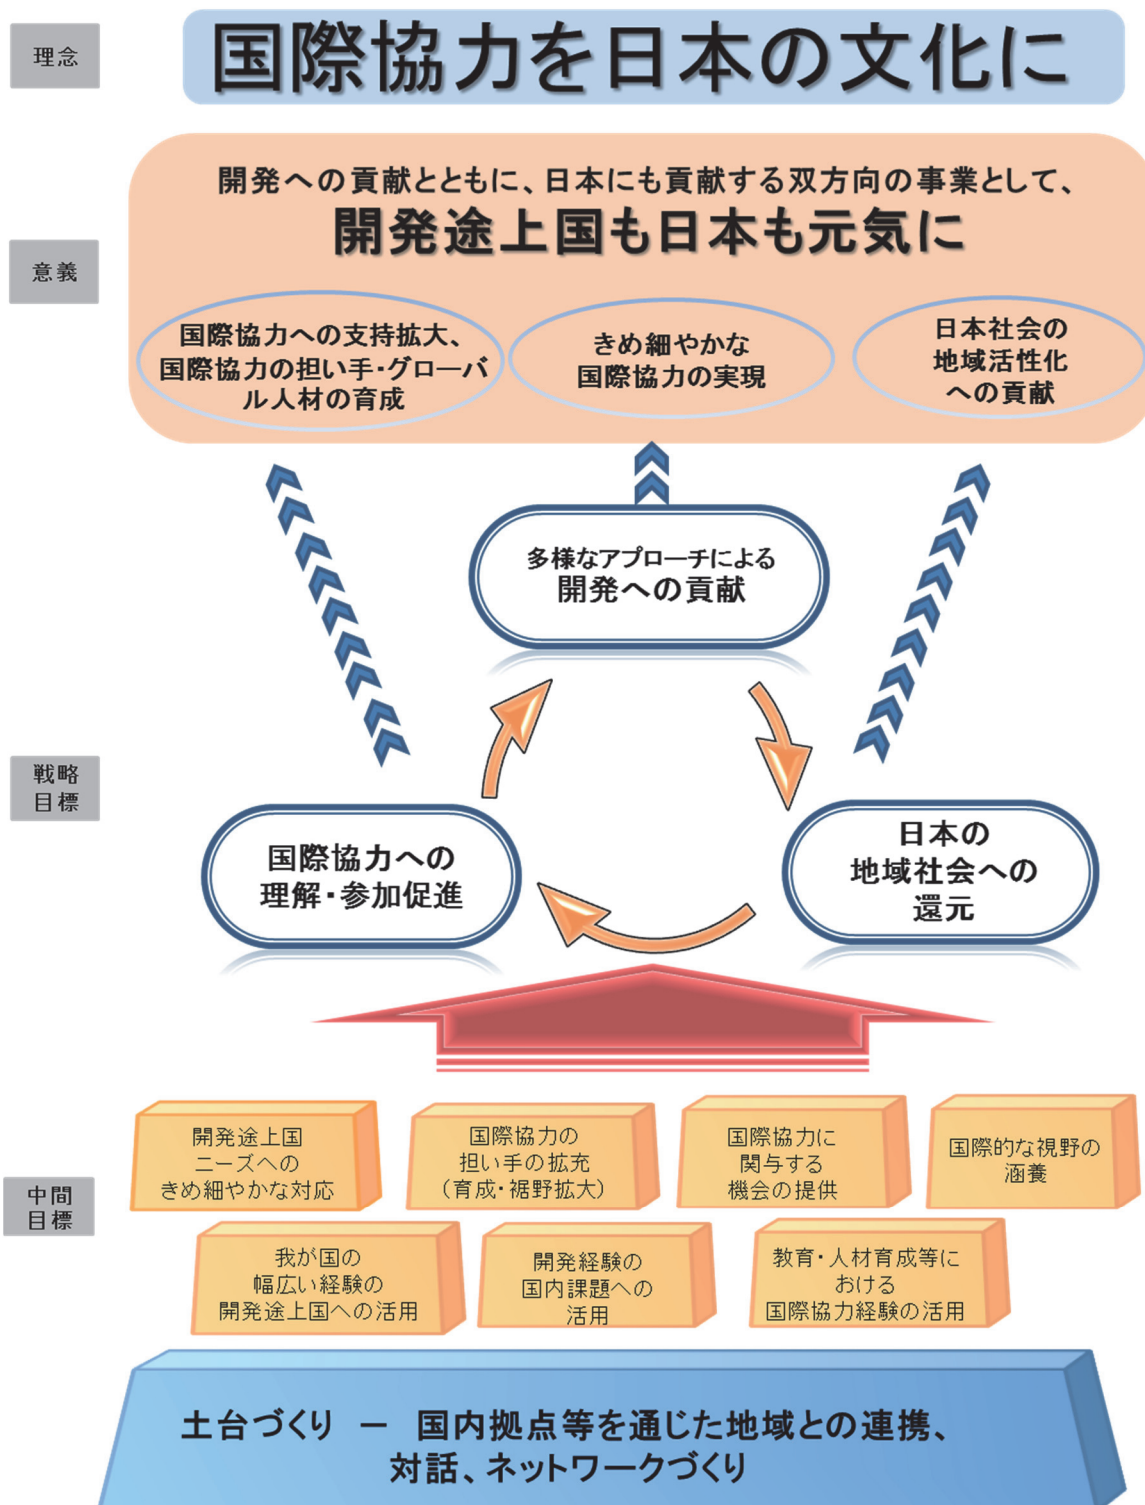 理念
国際協力を日本の文化に
開発への貢献とともに、日本にも貢献する双方向の事業として、
開発途上国も日本も元気に
意義
国際協力への支持拡大、
国際協力の担い手・グローバ
ル人材の育成
きめ細やかな
国際協力の実現
日本社会の
地域活性化
への貢献
多様なアプローチによる
開発への貢献
戦略
目標
国際協力への
理解・参加促進
日本の
地域社会への
還元
中間
目標
開発途上国
ニーズへの
きめ細やかな対応
国際協力の
担い手の拡充
(育成・裾野拡大)
国際協力に
関与する
機会の提供
国際的な視野の
涵養
我が国の
幅広い経験の
開発途上国への活用
開発経験の
国内課題への
活用
教育・人材育成等に
おける
国際協力経験の活用
土台づくり － 国内拠点等を通じた地域との連携、
対話、ネットワークづくり